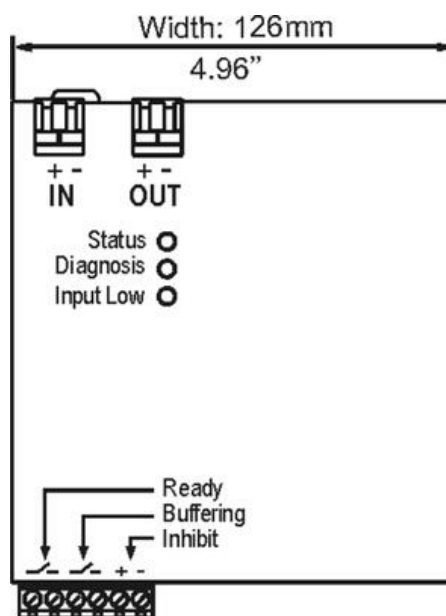 Width: 126mm
4.96”
+ - + -
IN OUT
Status
Diagnosis
Input Low
Ready
Buffering
Inhibit
+ -